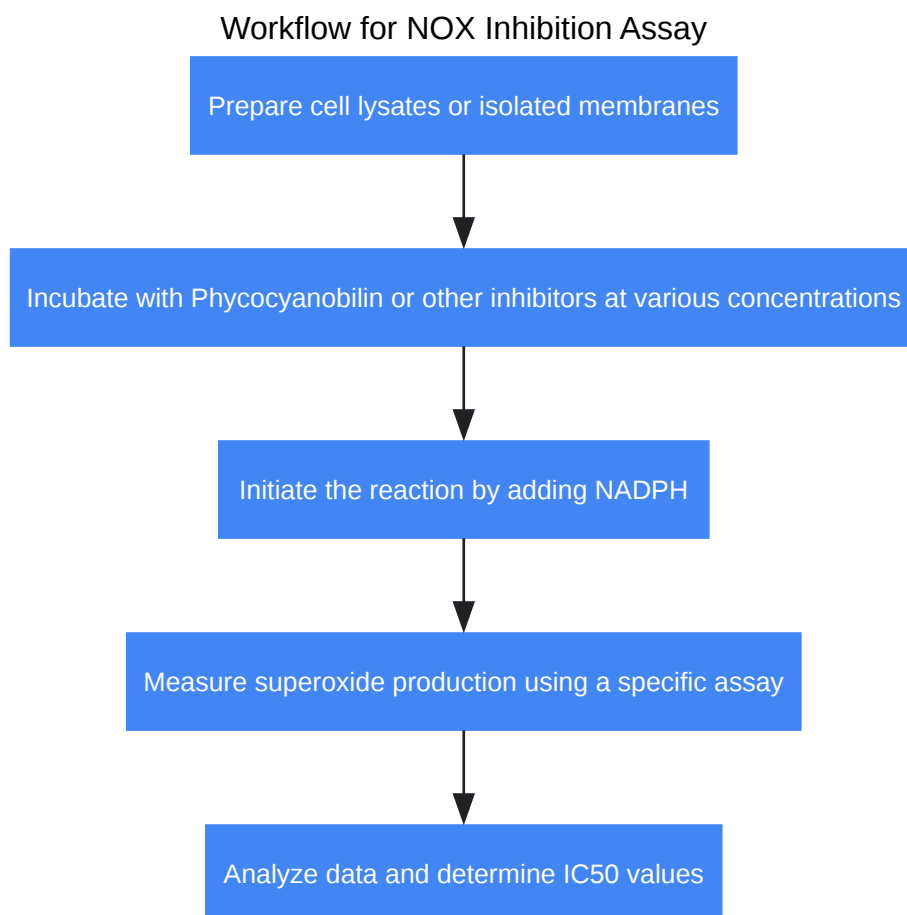 Workflow for NOX Inhibition Assay
Prepare cell lysates or isolated membranes
Incubate with Phycocyanobilin or other inhibitors at various concentrations
Initiate the reaction by adding NADPH
Measure superoxide production using a specific assay
Analyze data and determine IC50 values